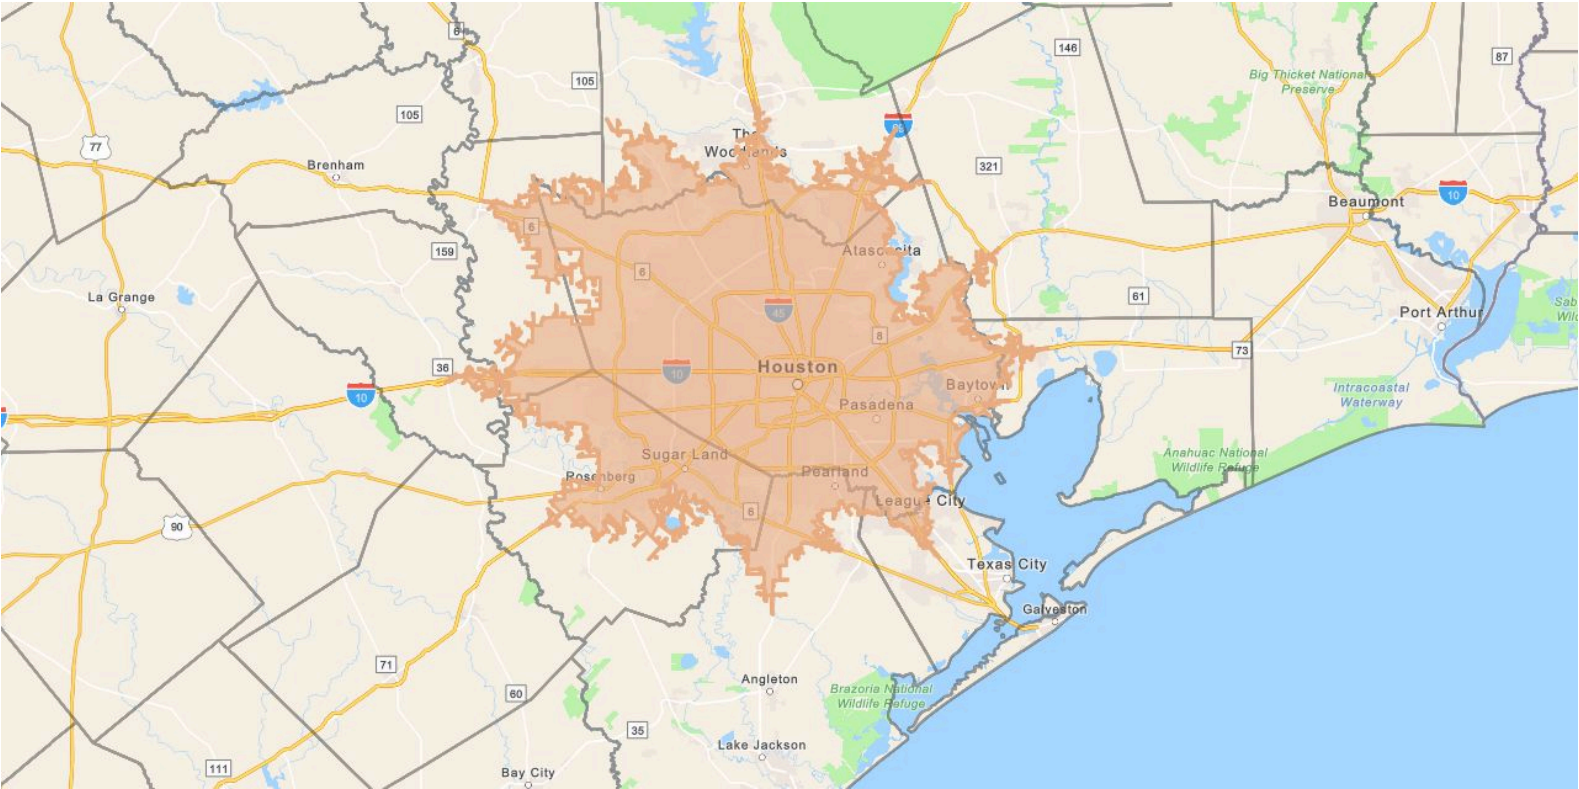 6
146
87
105
Big Thicket National
Preserve
105
The
Woodlands
77
Brenham
321
10
Beaumont
6
159
Atascocita
6
La Grange
61
45
Port Arthur
8
73
36
Houston
10
10
Baytown
Intracoastal
Waterway
Pasadena
Sugar Land
Anahuac National
Wildlife Refuge
Rosenberg
Pearland
League City
6
90
Texas City
Galveston
71
Angleton
60
Brazoria National
Wildlife Refuge
35
Lake Jackson
111
Bay City